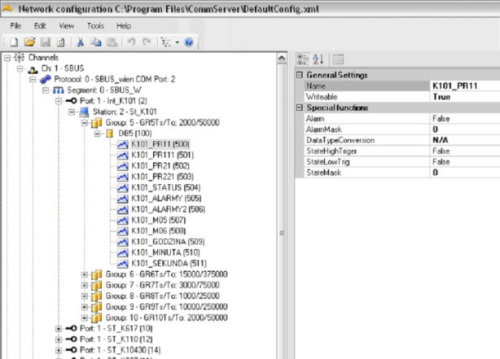 Network configuration C:\Program Files\CommServer\DefaultConfig.xml
File Edit View Tools Help
Channels
Ch: 1 - SBUS
Protocol: 0 - SBUS_wien COM Port: 2
Segment: 0 - SBUS_W
Port: 1 - Int_K101 (2)
Station: 2 - St_K101
Group: 5 - GR5Ts/To: 2000/50000
DB5 (100)
K101_PR11 (500)
K101_PR111 (501)
K101_PR21 (502)
K101_PR221 (503)
K101_STATUS (504)
K101_ALARMY (505)
K101_ALARMY2 (506)
K101_M05 (507)
K101_M06 (508)
K101_GODZINA (509)
K101_MINUTA (510)
K101_SEKUNDA (511)
Group: 6 - GR6Ts/To: 15000/375000
Group: 7 - GR7Ts/To: 3000/75000
Group: 8 - GR8Ts/To: 1000/25000
Group: 9 - GR9Ts/To: 10000/250000
Group: 10 - GR10Ts/To: 2000/50000
Port: 1 - ST_K617 (10)
Port: 1 - ST_K110 (12)
Port: 1 - ST_K10430 (14)
General Settings
Name K101_PR11
Writeable True
Special functions
Alarm False
AlarmMask 0
DataTypeConversion N/A
StateHighTriger False
StateLowTrig False
StateMask 0